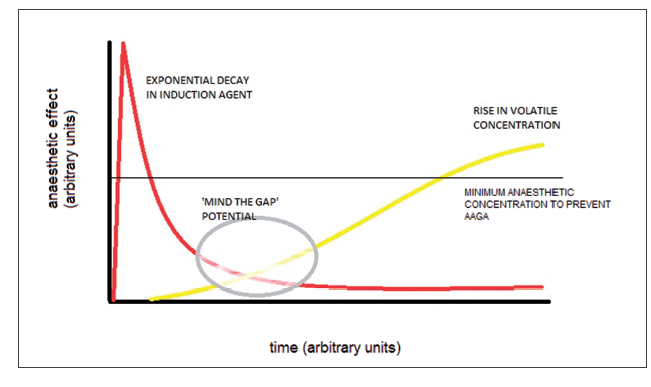 EXPONENTIAL DECAY
IN INDUCTION AGENT
RISE IN VOLATILE
CONCENTRATION
anaesthetic effect
(arbitrary units)
'MIND THE GAP'
POTENTIAL
MINIMUM ANAESTHETIC
CONCENTRATION TO PREVENT
AAGA
time (arbitrary units)